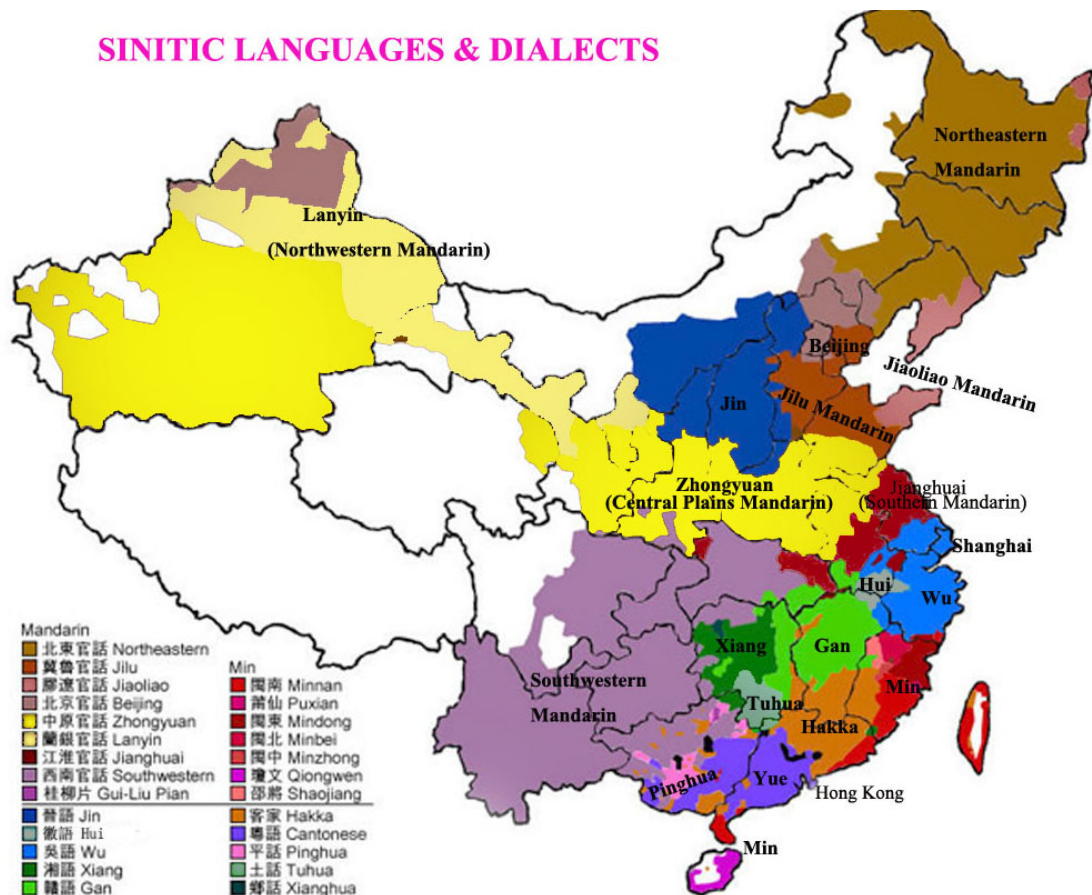 SINITIC LANGUAGES & DIALECTS
Northeastern
Mandarin
Lanyin
(Northwestern Mandarin)
Beijing
Jiaoliao Mandarin
Jilu Mandarin
Jin
Zhongyuan
(Central Plains Mandarin)
Jianghuai
(Southern Mandarin)
Shanghai
Hui
Wu
Xiang
Gan
Southwestern
Mandarin
Min
Tuhua
Hakka
Pinghua
Yue
Hong Kong
Min
Mandarin
北東官話 Northeastern
冀魯官話 Jilu
膠遼官話 Jiaoliao
北京官話 Beijing
中原官話 Zhongyuan
蘭銀官話 Lanyin
江淮官話 Jianghuai
西南官話 Southwestern
桂柳片 Gui-Liu Pian
晉語 Jin
徽語 Hui
吳語 Wu
湘語 Xiang
贛語 Gan
Min
閩南 Minnan
莆仙 Puxian
閩東 Mindong
閩北 Minbei
閩中 Minzhong
瓊文 Qiongwen
邵將 Shaojiang
客家 Hakka
粵語 Cantonese
平話 Pinghua
土話 Tuhua
鄉話 Xianghua